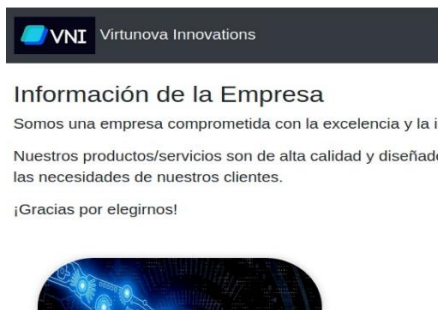 VNI Virtunova Innovations
Información de la Empresa
Somos una empresa comprometida con la excelencia y la
Nuestros productos/servicios son de alta calidad y
las necesidades de nuestros clientes.
¡Gracias por elegirnos!